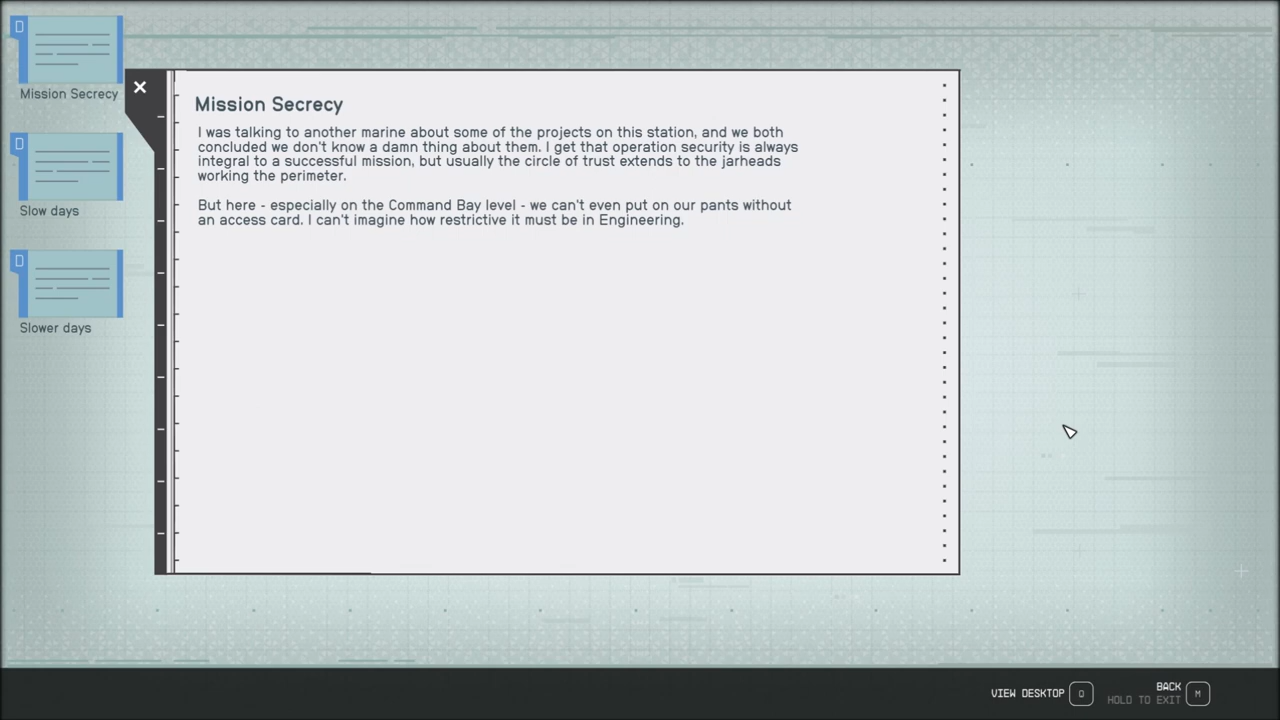 D
Mission Secrecy
D
Slow days
D
Slower days
Mission Secrecy
I was talking to another marine about some of the projects on this station, and we both
concluded we don't know a damn thing about them. I get that operation security is always
integral to a successful mission, but usually the circle of trust extends to the jarheads
working the perimeter.
But here - especially on the Command Bay level - we can't even put on our pants without
an access card. I can't imagine how restrictive it must be in Engineering.
VIEW DESKTOP Q
BACK
HOLD TO EXIT M